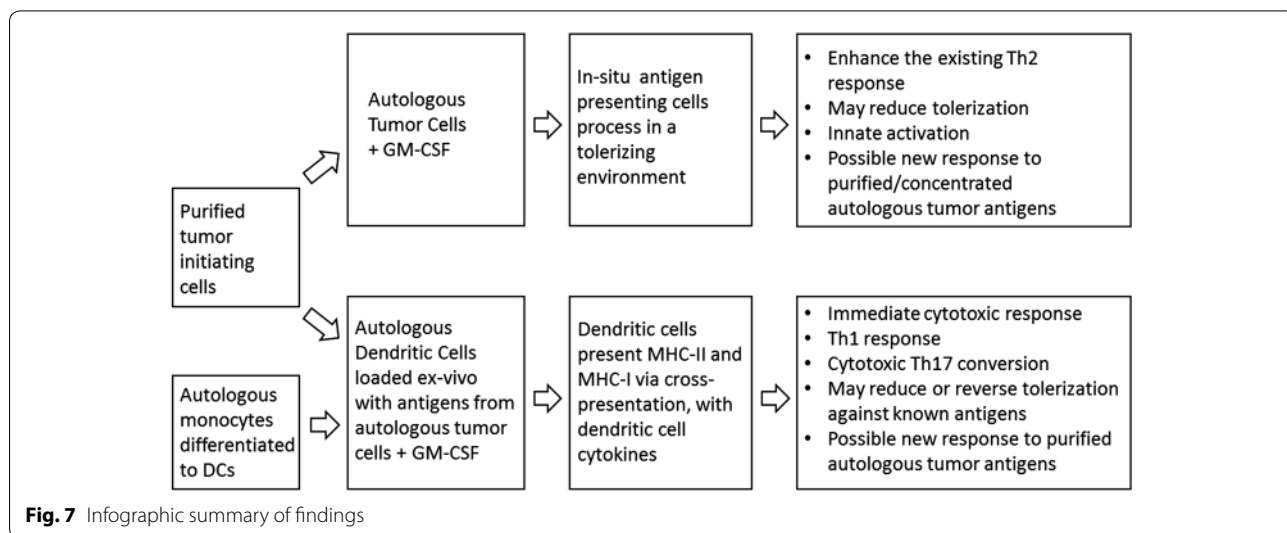 Purified
tumor
initiating
cells
Autologous
Tumor Cells
+ GM-CSF
In-situ antigen
presenting cells
process in a
tolerizing
environment
• Enhance the existing Th2
response
• May reduce tolerization
• Innate activation
• Possible new response to
purified/concentrated
autologous tumor antigens
Autologous
monocytes
differentiated
to DCs
Autologous
Dendritic Cells
loaded ex-vivo
with antigens from
autologous tumor
cells + GM-CSF
Dendritic cells
present MHC-II and
MHC-I via cross-
presentation, with
dendritic cell
cytokines
• Immediate cytotoxic response
• Th1 response
• Cytotoxic Th17 conversion
• May reduce or reverse tolerization
against known antigens
• Possible new response to purified
autologous tumor antigens
Fig. 7 Infographic summary of findings